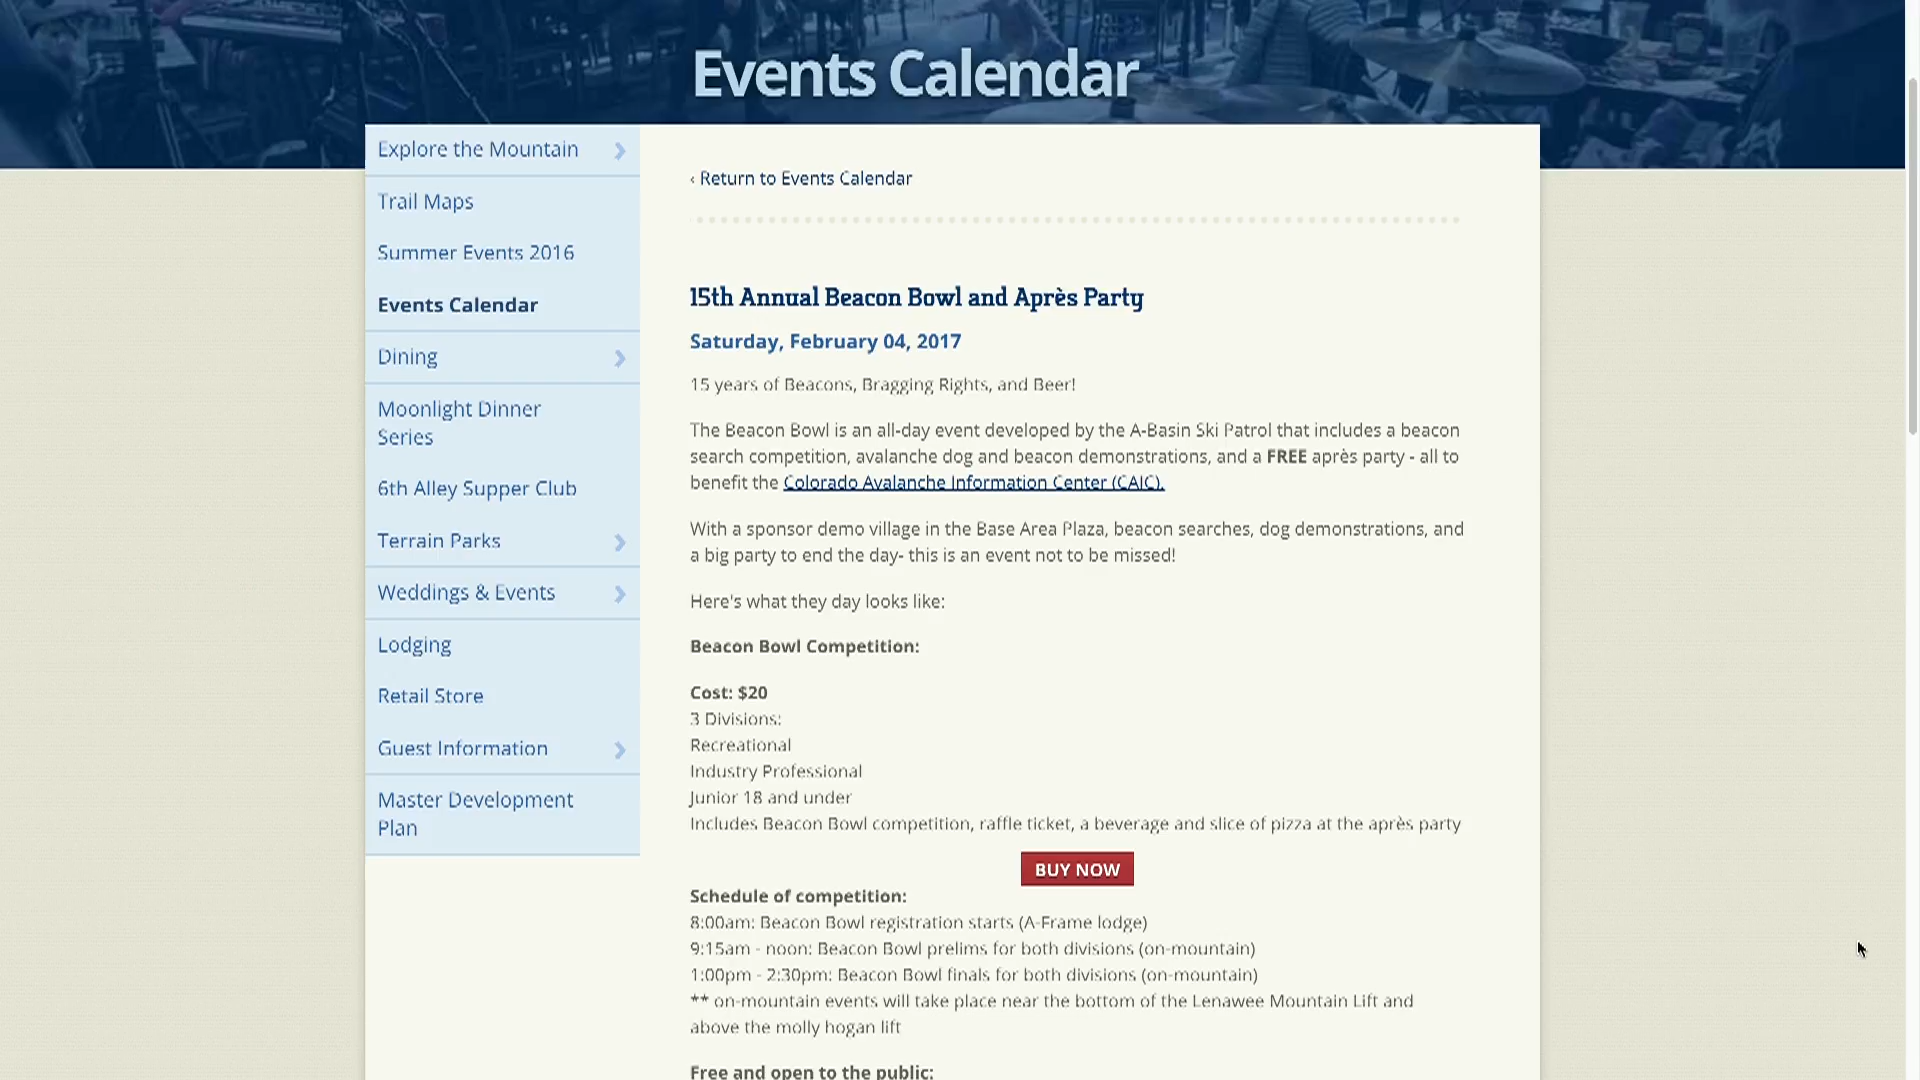 Events Calendar
Explore the Mountain
Trail Maps
Summer Events 2016
Events Calendar
Dining
Moonlight Dinner
Series
6th Alley Supper Club
Terrain Parks
Weddings & Events
Lodging
Retail Store
Guest Information
Master Development
Plan
‹ Return to Events Calendar
15th Annual Beacon Bowl and Après Party
Saturday, February 04, 2017
15 years of Beacons, Bragging Rights, and Beer!
The Beacon Bowl is an all-day event developed by the A-Basin Ski Patrol that includes a beacon
search competition, avalanche dog and beacon demonstrations, and a FREE après party - all to
benefit the Colorado Avalanche Information Center (CAIC).
With a sponsor demo village in the Base Area Plaza, beacon searches, dog demonstrations, and
a big party to end the day- this is an event not to be missed!
Here's what they day looks like:
Beacon Bowl Competition:
Cost: $20
3 Divisions:
Recreational
Industry Professional
Junior 18 and under
Includes Beacon Bowl competition, raffle ticket, a beverage and slice of pizza at the après party
BUY NOW
Schedule of competition:
8:00am: Beacon Bowl registration starts (A-Frame lodge)
9:15am - noon: Beacon Bowl prelims for both divisions (on-mountain)
1:00pm - 2:30pm: Beacon Bowl finals for both divisions (on-mountain)
** on-mountain events will take place near the bottom of the Lenawee Mountain Lift and
above the molly hogan lift
Free and open to the public: